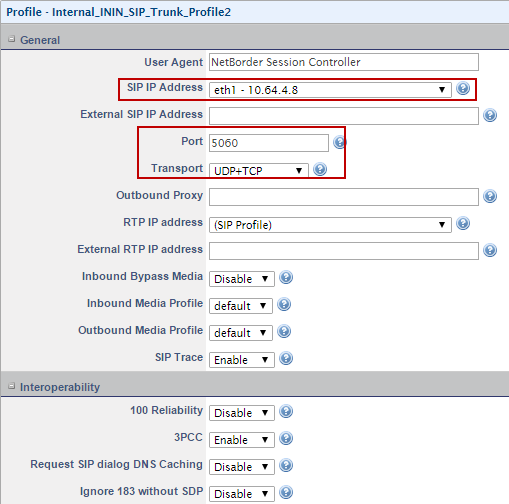 Profile - Internal_ININ_SIP_Trunk_Profile2
General
User Agent NetBorder Session Controller
SIP IP Address eth1 - 10.64.4.8
External SIP IP Address
Port 5060
Transport UDP+TCP
Outbound Proxy
RTP IP address (SIP Profile)
External RTP IP address
Inbound Bypass Media Disable
Inbound Media Profile default
Outbound Media Profile default
SIP Trace Enable
Interoperability
100 Reliability Disable
3PCC Enable
Request SIP dialog DNS Caching Disable
Ignore 183 without SDP Disable